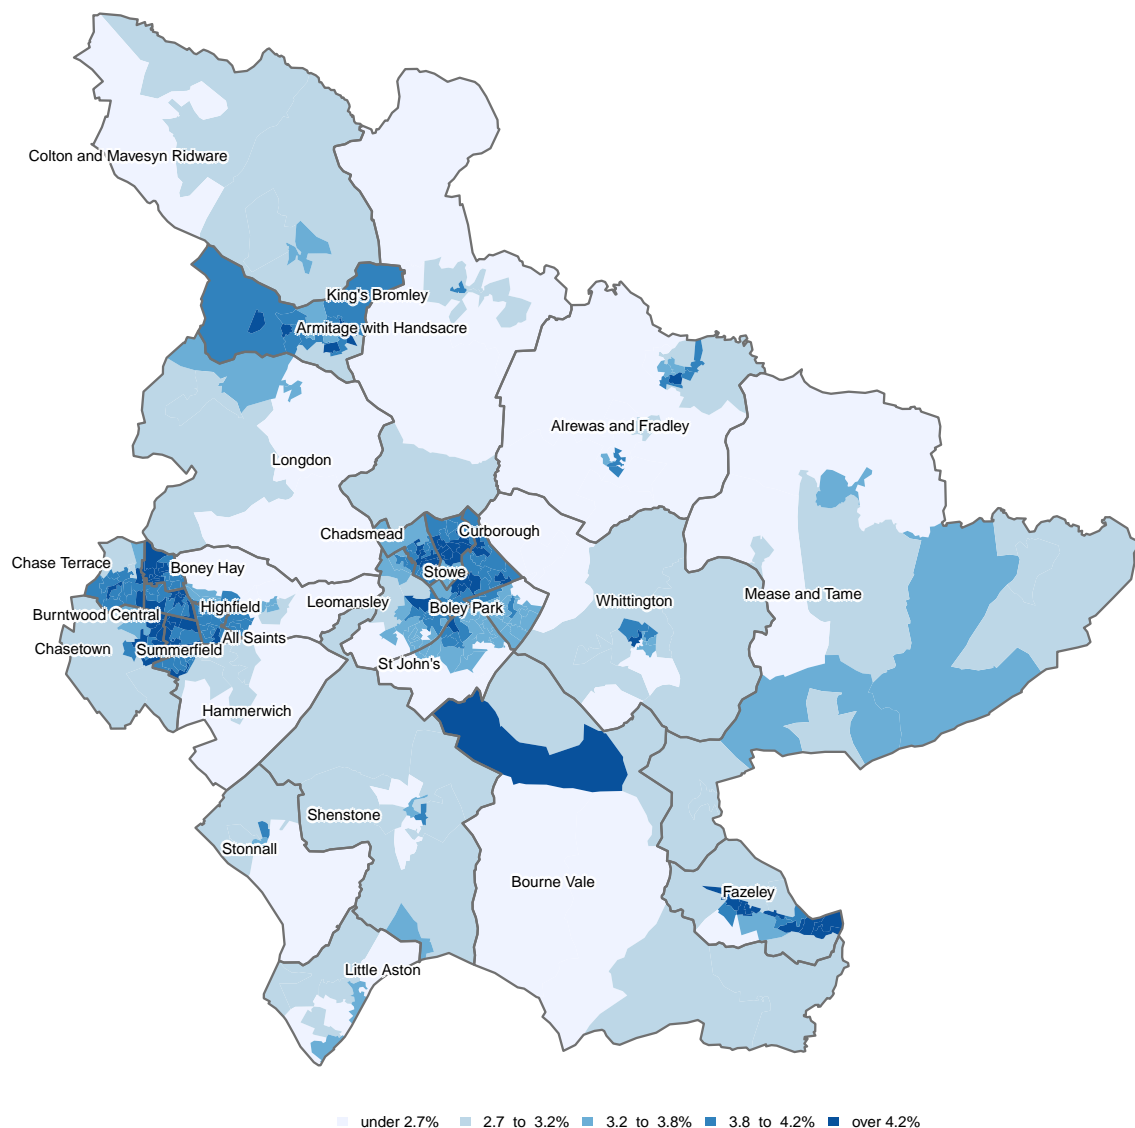 Colton and Mavesyn Ridware
King's Bromley
Armitage with Handsacre
Alrewas and Fradley
Longdon
Chadsmead
Curborough
Chase Terrace
Boney Hay
Stowe
Mease and Tame
Leomansley
Whittington
Burntwood Central
Highfield
Boley Park
All Saints
Chasetown
Summerfield
St John's
Hammerwich
Shenstone
Stonnall
Bourne Vale
Fazeley
Little Aston
under 2.7% 2.7 to 3.2% 3.2 to 3.8% 3.8 to 4.2% over 4.2%